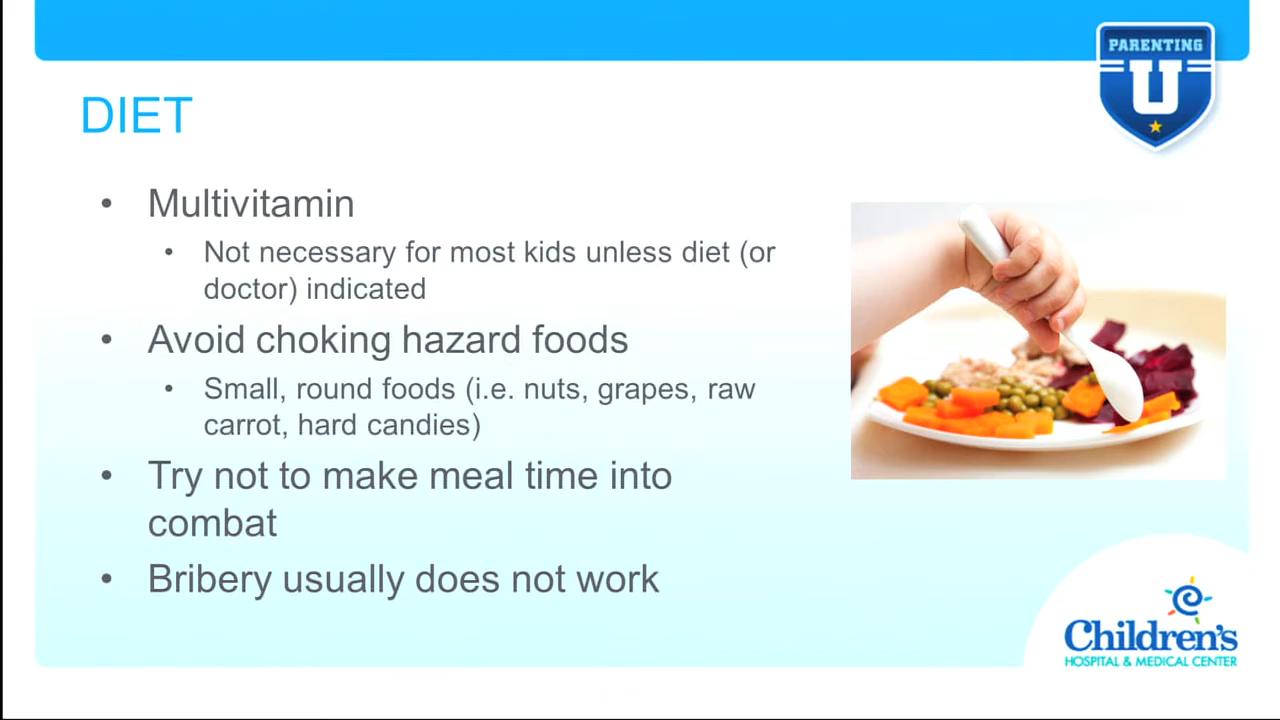 PARENTING
U
DIET
• Multivitamin
• Not necessary for most kids unless diet (or
doctor) indicated
• Avoid choking hazard foods
• Small, round foods (i.e. nuts, grapes, raw
carrot, hard candies)
• Try not to make meal time into
combat
• Bribery usually does not work
Children's
HOSPITAL & MEDICAL CENTER